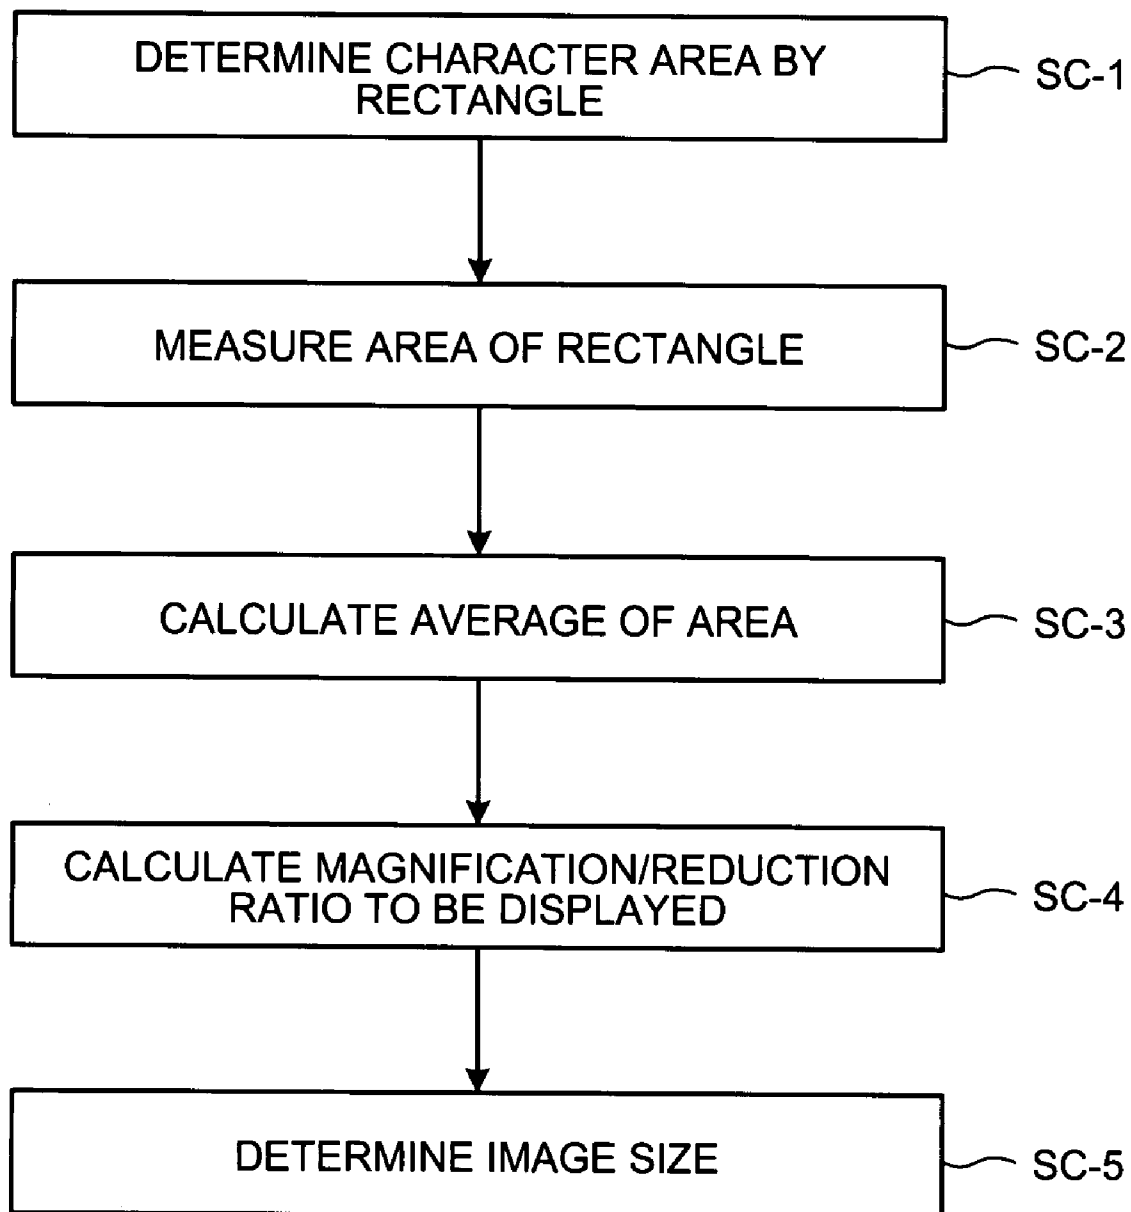 DETERMINE CHARACTER AREA BY
RECTANGLE
SC-1
MEASURE AREA OF RECTANGLE
SC-2
CALCULATE AVERAGE OF AREA
SC-3
CALCULATE MAGNIFICATION/REDUCTION
RATIO TO BE DISPLAYED
SC-4
DETERMINE IMAGE SIZE
SC-5